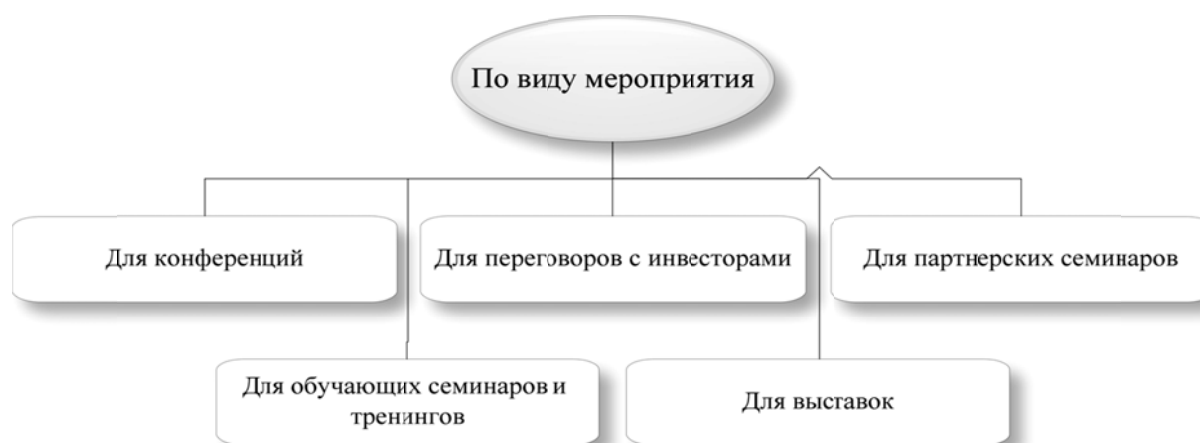 По виду мероприятия
Для конференций
Для переговоров с инвесторами
Для партнерских семинаров
Для обучающих семинаров и
тренингов
Для выставок